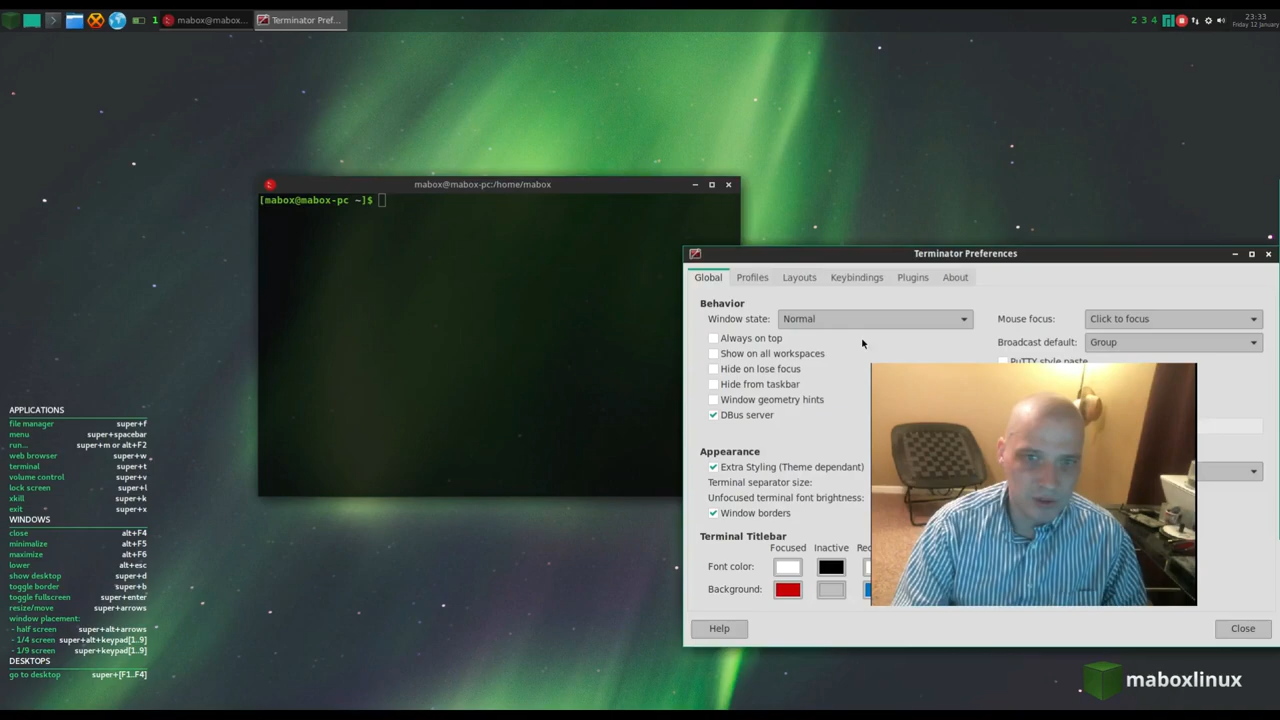 1
mabox@mabox...
Terminator Pref...
2 3 4
23:33
Friday 12 January
mabox@mabox-pc:/home/mabox
[mabox@mabox-pc ~]$
Terminator Preferences
Global Profiles Layouts Keybindings Plugins About
Behavior
Window state: Normal
Mouse focus: Click to focus
Always on top
Broadcast default: Group
Show on all workspaces
PuTTY style paste
Hide on lose focus
Hide from taskbar
Window geometry hints
DBus server
Appearance
Extra Styling (Theme dependant)
Terminal separator size:
Unfocused terminal font brightness:
Window borders
Terminal Titlebar
Focused Inactive
Font color:
Background:
Help
Close
APPLICATIONS
file manager super+f
menu super+spacebar
run... super+m or alt+F2
web browser super+w
terminal super+t
volume control super+v
lock screen super+l
xkill super+k
exit super+x
WINDOWS
close alt+F4
minimalize alt+F5
maximize alt+F6
lower alt+esc
show desktop super+d
toggle border super+b
toggle fullscreen super+enter
resize/move super+arrows
window placement:
- half screen super+alt+arrows
- 1/4 screen super+alt+keypad[1..9]
- 1/9 screen super+keypad[1..9]
DESKTOPS
go to desktop super+[F1..F4]
maboxlinux